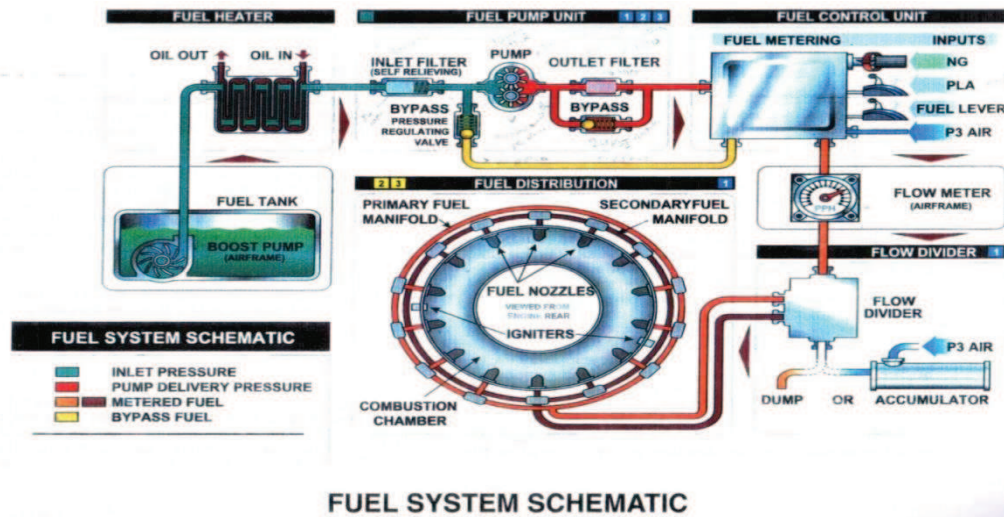 FUEL HEATER
OIL OUT
OIL IN
FUEL PUMP UNIT
1 2 3
INLET FILTER
(SELF RELIEVING)
PUMP
OUTLET FILTER
BYPASS
PRESSURE
REGULATING
VALVE
BYPASS
FUEL CONTROL UNIT
FUEL METERING
INPUTS
NG
PLA
FUEL LEVER
P3 AIR
FUEL TANK
BOOST PUMP
(AIRFRAME)
2 3
FUEL DISTRIBUTION
1
PRIMARY FUEL
MANIFOLD
SECONDARYFUEL
MANIFOLD
FUEL NOZZLES
VIEWED FROM
ENGINE REAR
IGNITERS
COMBUSTION
CHAMBER
PPH
FLOW METER
(AIRFRAME)
FLOW DIVIDER
1
FLOW
DIVIDER
P3 AIR
DUMP
OR
ACCUMULATOR
FUEL SYSTEM SCHEMATIC
INLET PRESSURE
PUMP DELIVERY PRESSURE
METERED FUEL
BYPASS FUEL
FUEL SYSTEM SCHEMATIC